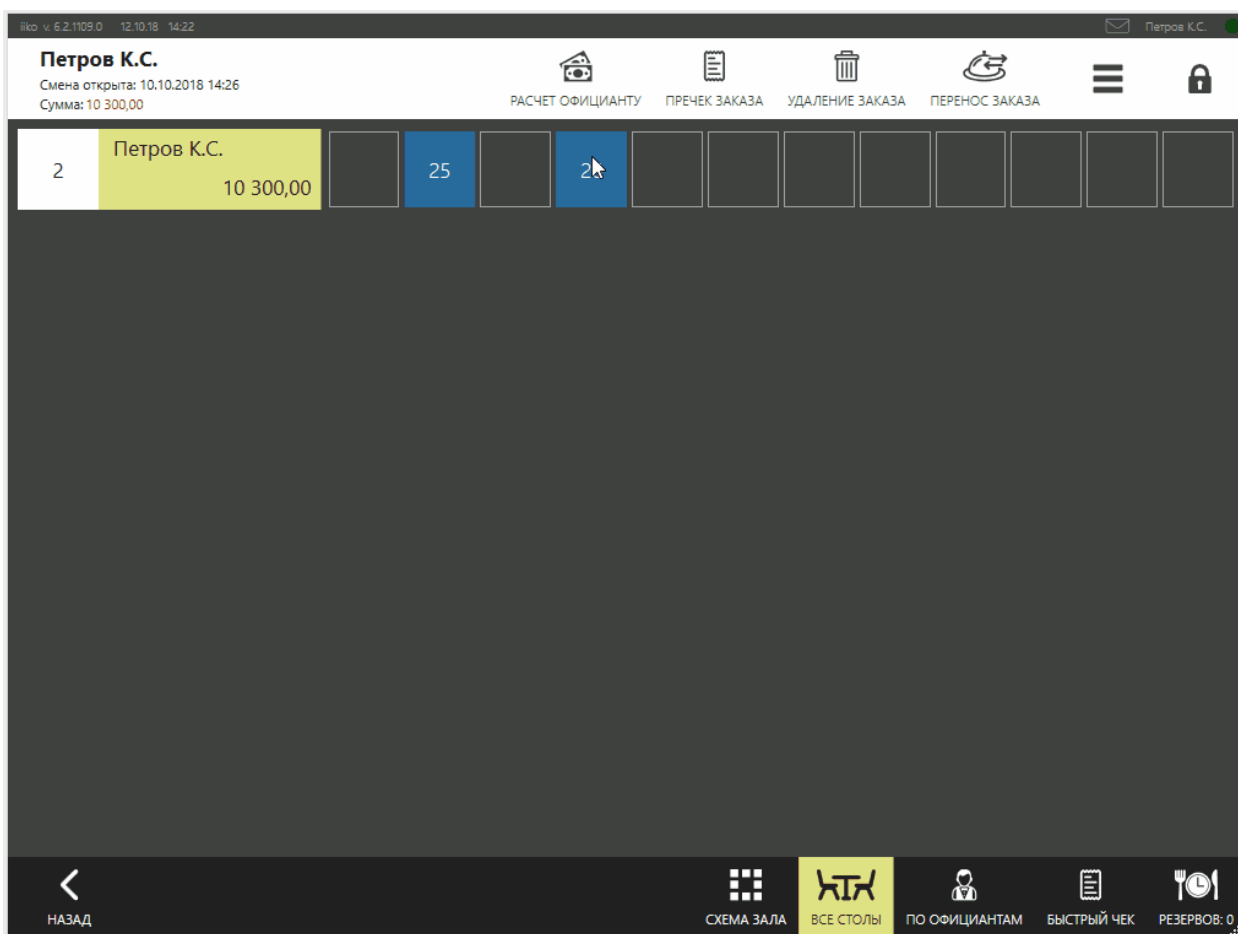 iiko v. 6.2.1109.0 12.10.18 14:22 Петров К.С.
Петров К.С.
Смена открыта: 10.10.2018 14:26
Сумма: 10 300,00
РАСЧЕТ ОФИЦИАНТУ ПРЕЧЕК ЗАКАЗА УДАЛЕНИЕ ЗАКАЗА ПЕРЕНОС ЗАКАЗА
2 Петров К.С. 25
10 300,00
НАЗАД СХЕМА ЗАЛА ВСЕ СТОЛЫ ПО ОФИЦИАНТАМ БЫСТРЫЙ ЧЕК РЕЗЕРВОВ: 0